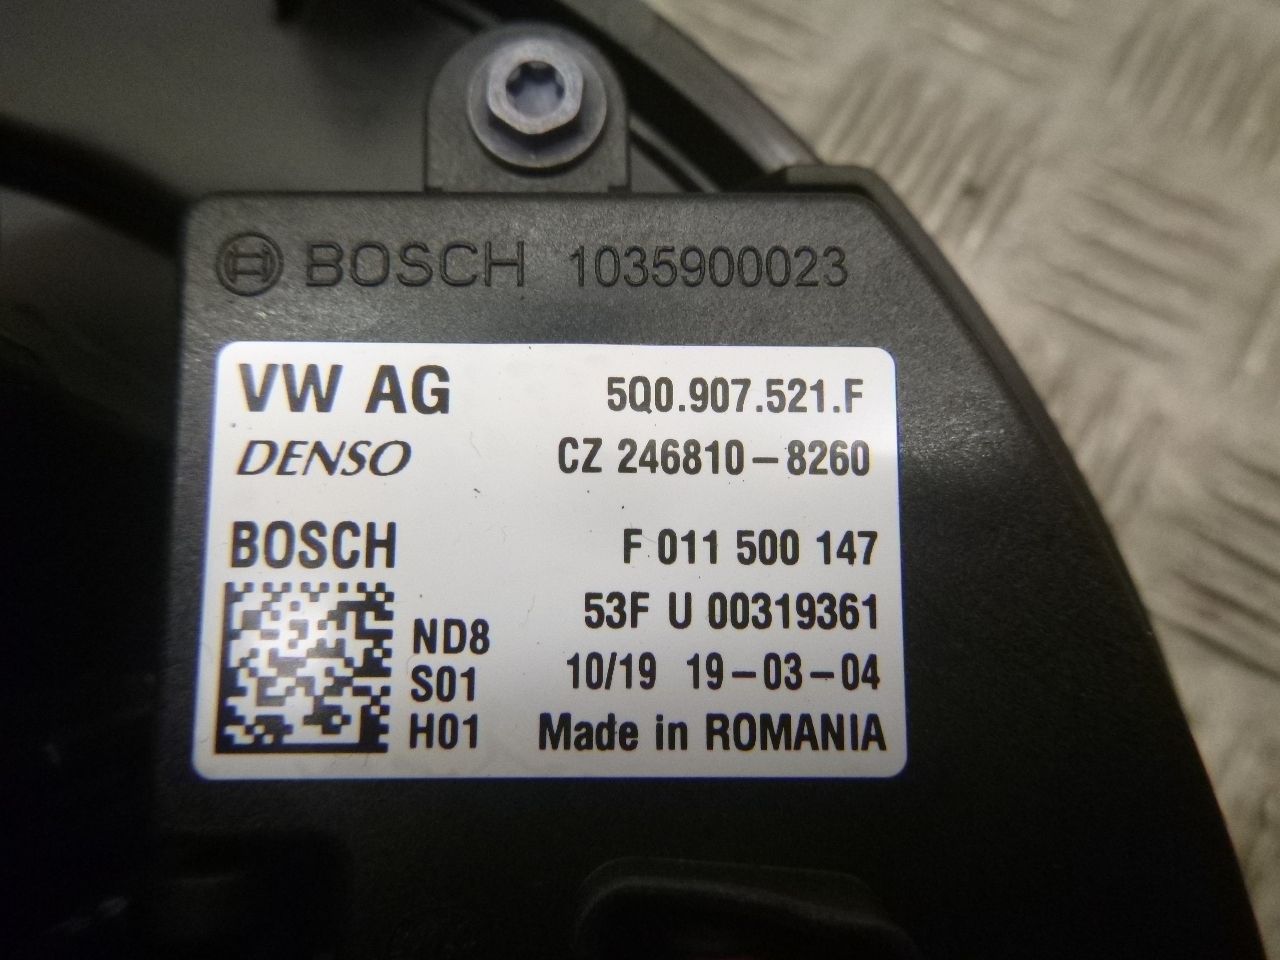 BOSCH 1035900023
VW AG 5Q0.907.521.F
DENSO CZ 246810-8260
BOSCH F 011 500 147
53F U 00319361
ND8
10/19 19-03-04
S01
H01 Made in ROMANIA